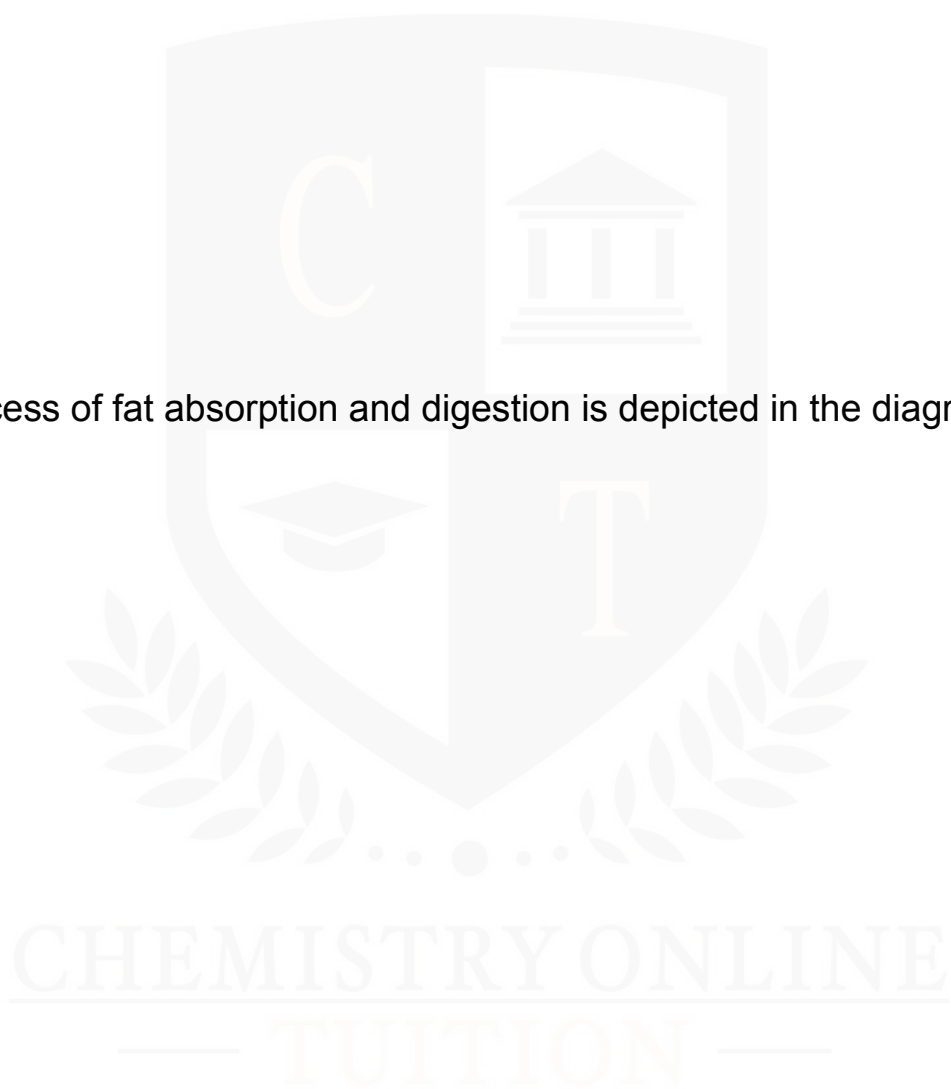 C
cess of fat absorption and digestion is depicted in the diagr
T
CHEMISTRY ONLINE
TUITION